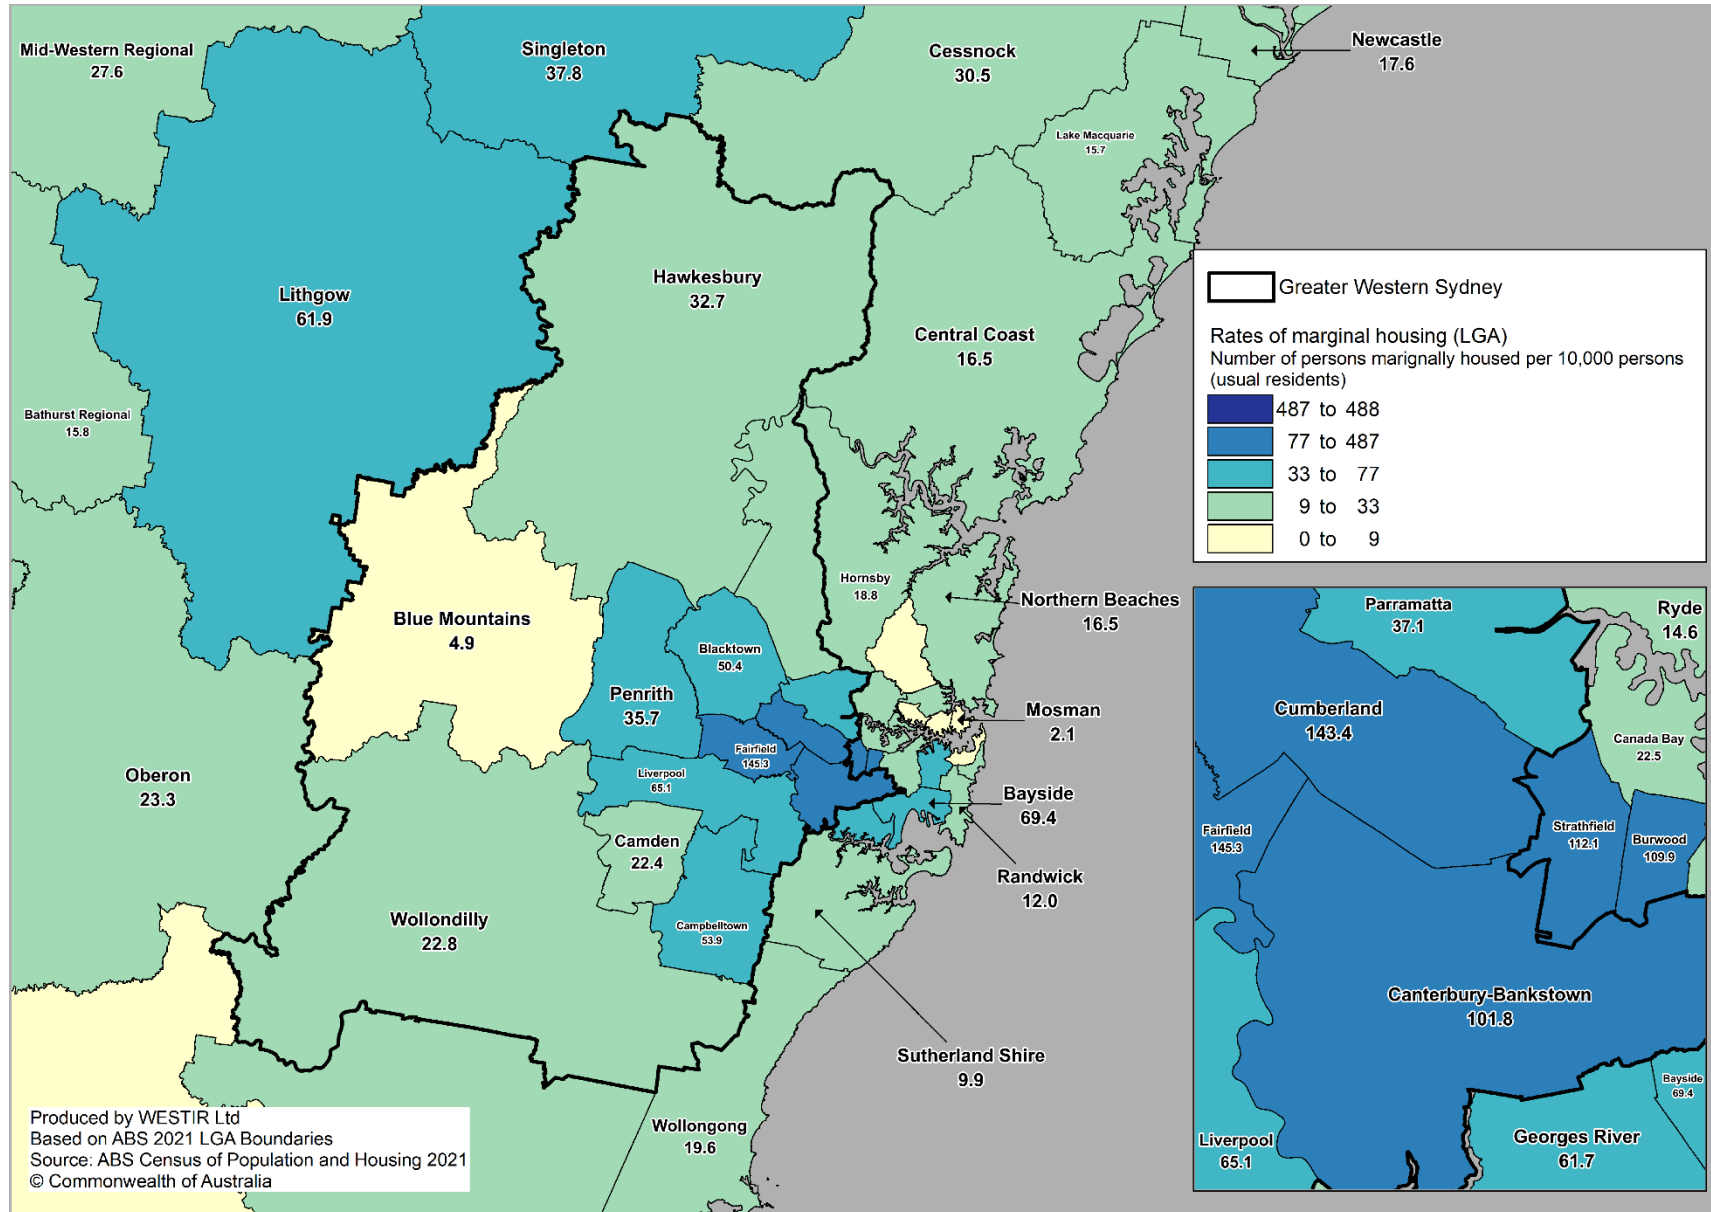 Mid-Western Regional
27.6
Singleton
37.8
Cessnock
30.5
Newcastle
17.6
Lake Macquarie
15.7
Lithgow
61.9
Hawkesbury
32.7
Central Coast
16.5
Bathurst Regional
15.8
Greater Western Sydney
Rates of marginal housing (LGA)
Number of persons marignally housed per 10,000 persons
(usual residents)
487 to 488
77 to 487
33 to 77
9 to 33
0 to 9
Hornsby
18.8
Northern Beaches
16.5
Blue Mountains
4.9
Blacktown
50.4
Penrith
35.7
Mosman
2.1
Fairfield
145.3
Liverpool
65.1
Oberon
23.3
Bayside
69.4
Camden
22.4
Randwick
12.0
Wollondilly
22.8
Campbelltown
53.9
Sutherland Shire
9.9
Wollongong
19.6
Parramatta
37.1
Ryde
14.6
Cumberland
143.4
Canada Bay
22.5
Fairfield
145.3
Strathfield
112.1
Burwood
109.9
Canterbury-Bankstown
101.8
Bayside
69.4
Liverpool
65.1
Georges River
61.7
Produced by WESTIR Ltd
Based on ABS 2021 LGA Boundaries
Source: ABS Census of Population and Housing 2021
© Commonwealth of Australia